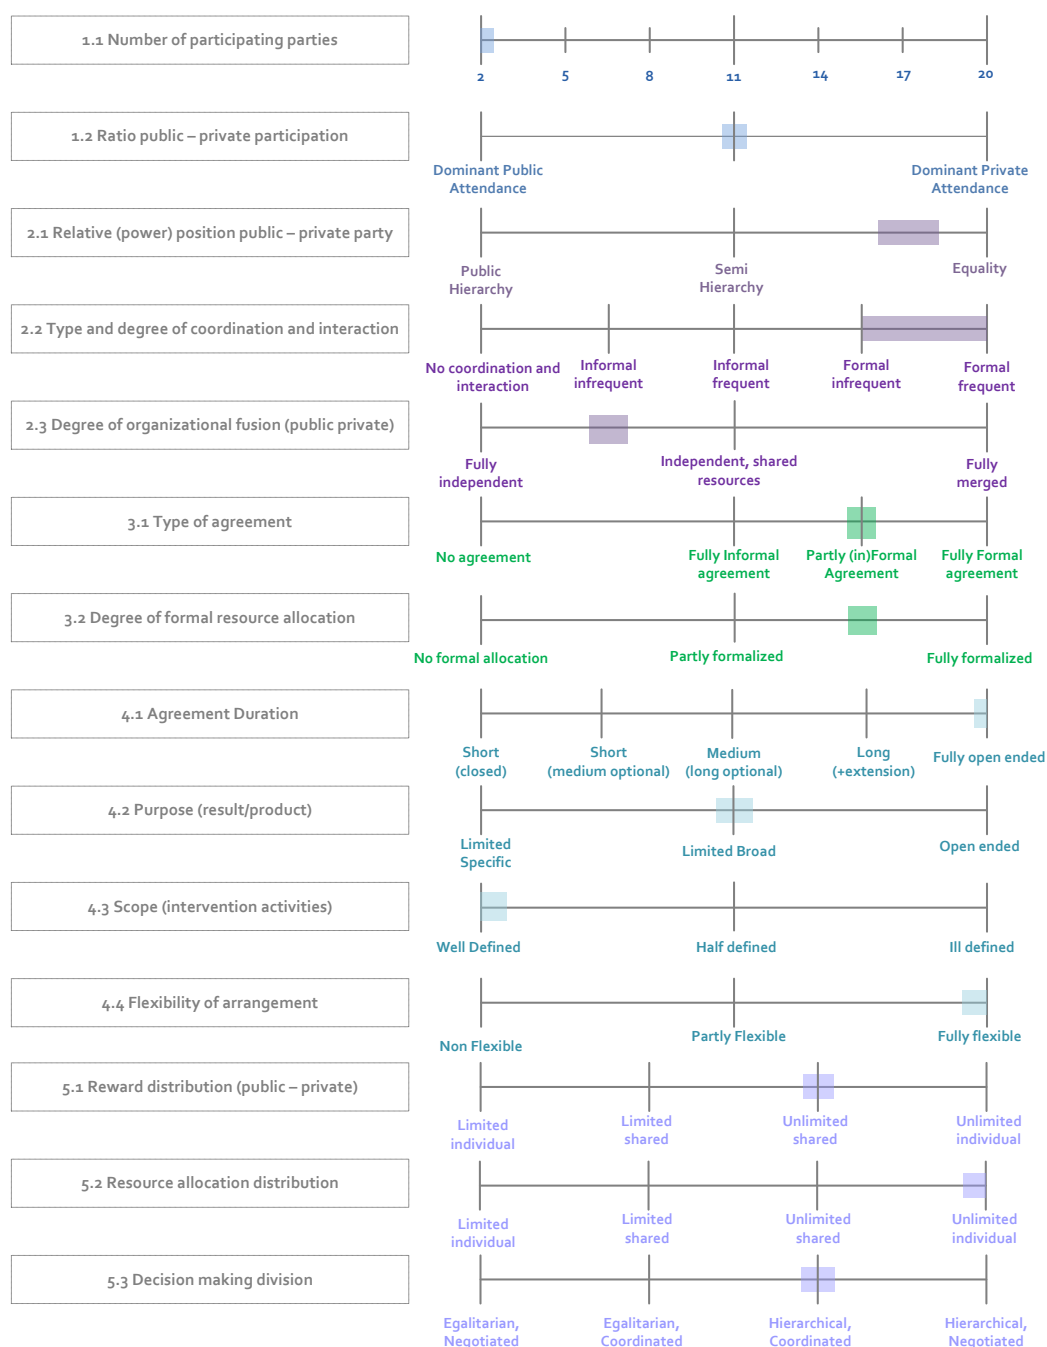 1.1 Number of participating parties
2 5 8 11 14 17 20
1.2 Ratio public – private participation
Dominant Public
Attendance
Dominant Private
Attendance
2.1 Relative (power) position public – private party
Public
Hierarchy
Semi
Hierarchy
Equality
2.2 Type and degree of coordination and interaction
No coordination and
interaction
Informal
infrequent
Informal
frequent
Formal
infrequent
Formal
frequent
2.3 Degree of organizational fusion (public private)
Fully
independent
Independent, shared
resources
Fully
merged
3.1 Type of agreement
No agreement
Fully Informal
agreement
Partly (in)Formal
Agreement
Fully Formal
agreement
3.2 Degree of formal resource allocation
No formal allocation
Partly formalized
Fully formalized
4.1 Agreement Duration
Short
(closed)
Short
(medium optional)
Medium
(long optional)
Long
(+extension)
Fully open ended
4.2 Purpose (result/product)
Limited
Specific
Limited Broad
Open ended
4.3 Scope (intervention activities)
Well Defined
Half defined
Ill defined
4.4 Flexibility of arrangement
Non Flexible
Partly Flexible
Fully flexible
5.1 Reward distribution (public – private)
Limited
individual
Limited
shared
Unlimited
shared
Unlimited
individual
5.2 Resource allocation distribution
Limited
individual
Limited
shared
Unlimited
shared
Unlimited
individual
5.3 Decision making division
Egalitarian,
Negotiated
Egalitarian,
Coordinated
Hierarchical,
Coordinated
Hierarchical,
Negotiated